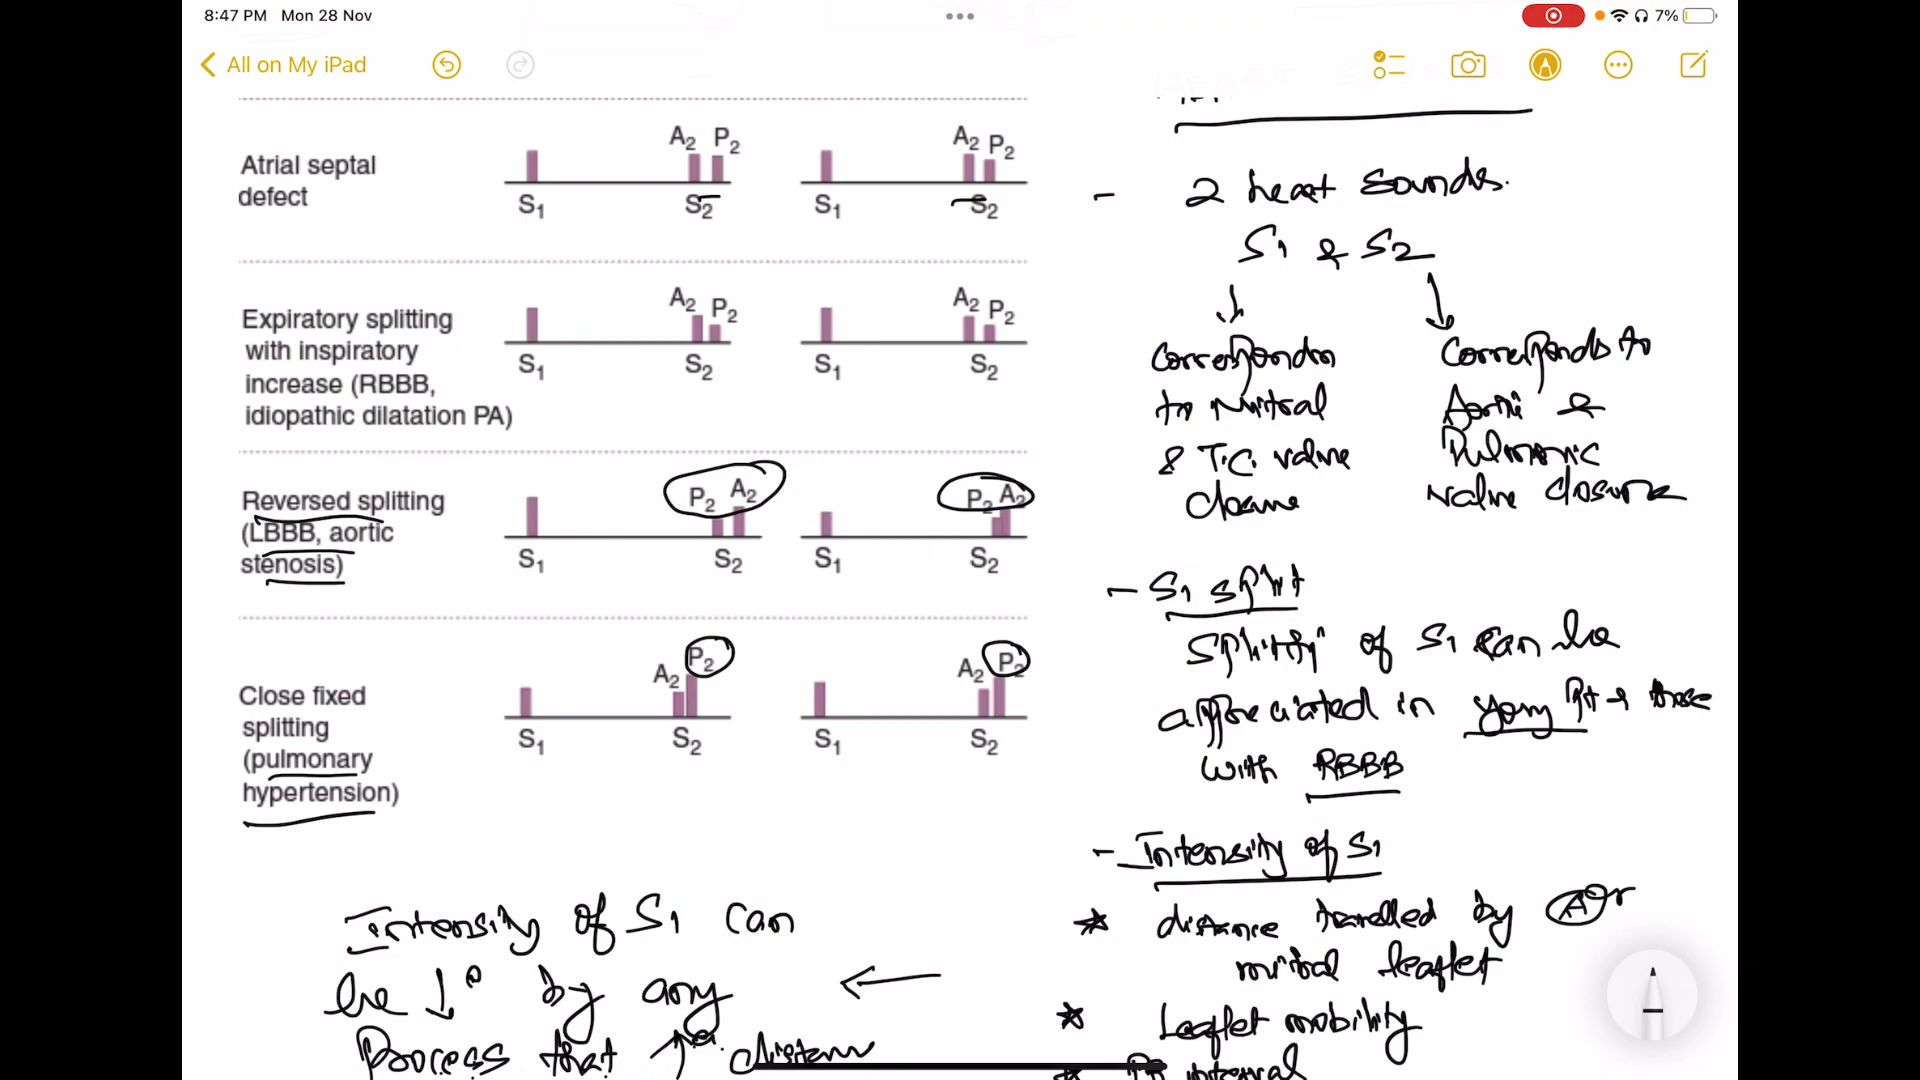 8:47 PM Mon 28 Nov
7%
All on My iPad
Atrial septal
defect
A2 P2
S1 S2
A2 P2
S1 S2
Expiratory splitting
with inspiratory
increase (RBBB,
idiopathic dilatation PA)
A2 P2
S1 S2
A2 P2
S1 S2
Reversed splitting
(LBBB, aortic
stenosis)
P2 A2
S1 S2
P2 A2
S1 S2
Close fixed
splitting
(pulmonary
hypertension)
A2 P2
S1 S2
A2 P2
S1 S2
Intensity of S1 can
be ↓ by any
Process that ↑
- 2 heart Sounds.
S1 & S2
to Mitral
& T.C. valve
Corresponds to
Aortic &
Pulmonic
valve closure
- S1 split
of S1 can be
appreciated in young Pt & those
with RBBB
- Intensity of S1
* distance travelled by Aor
mitral leaflet
* Leaflet mobility
* PR interval